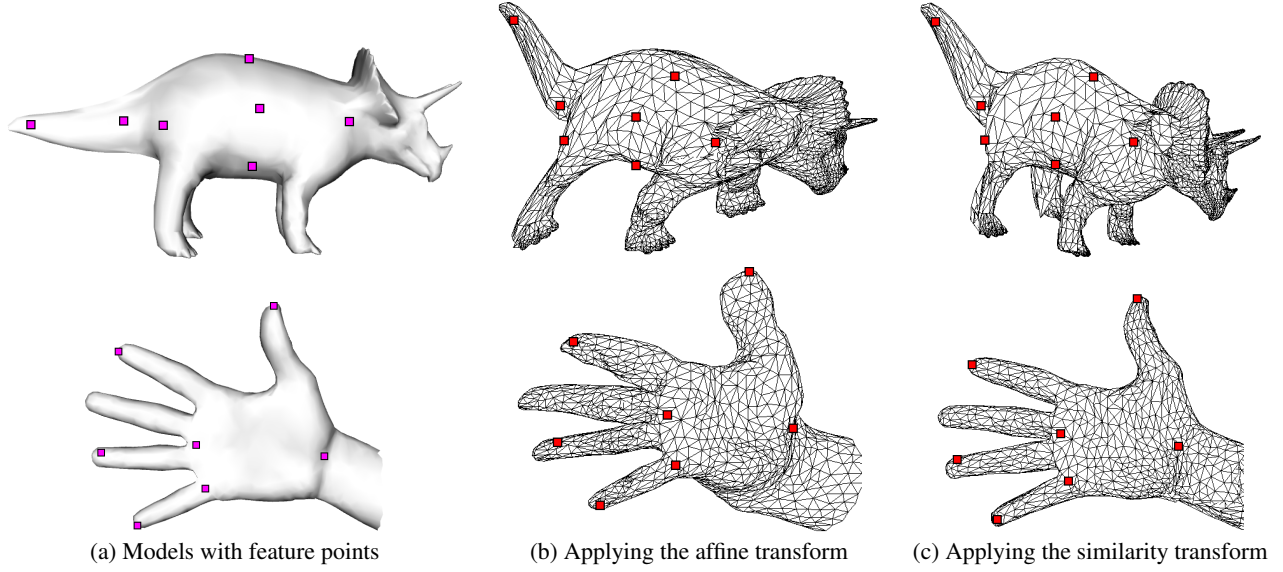 (a) Models with feature points
(b) Applying the affine transform
(c) Applying the similarity transform